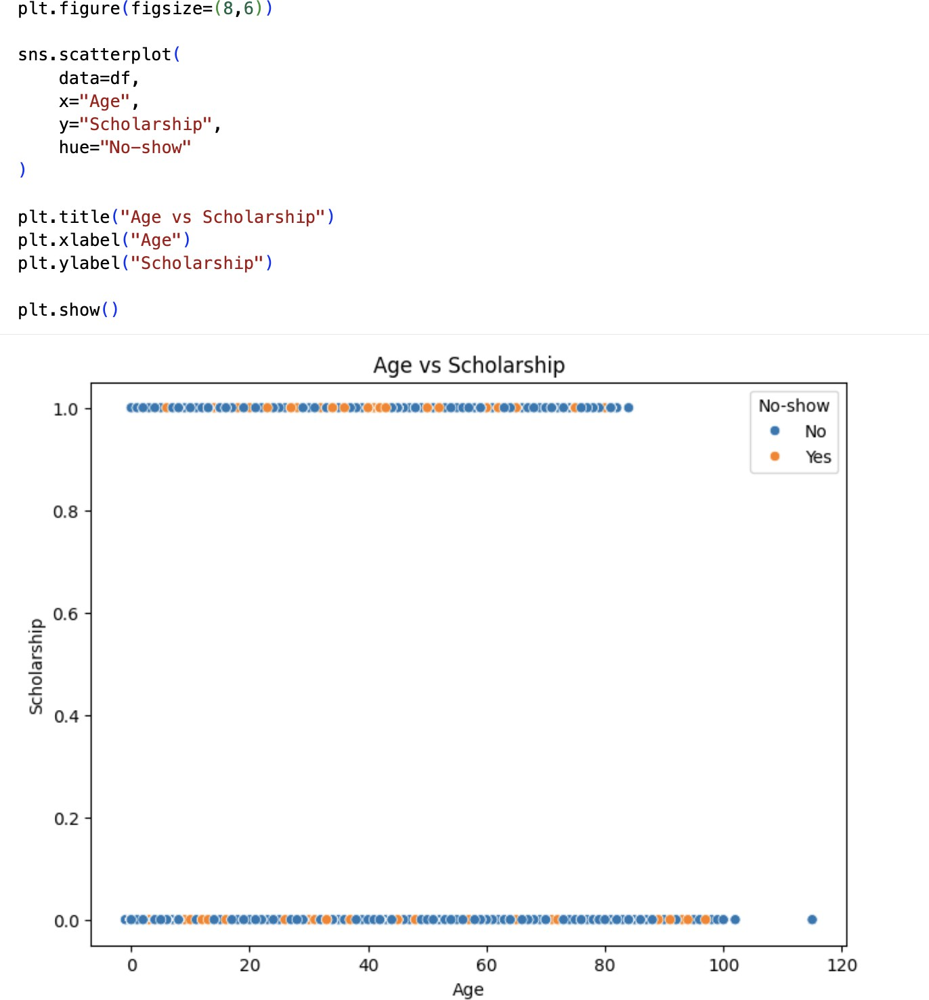 plt.figure(figsize=(8,6))
sns.scatterplot(
data=df,
x="Age",
y="Scholarship",
hue="No-show"
)
plt.title("Age vs Scholarship")
plt.xlabel("Age")
plt.ylabel("Scholarship")
plt.show()
Age vs Scholarship
No-show
No
Yes
1.0
0.8
0.6
0.4
0.2
0.0
Scholarship
0 20 40 60 80 100 120
Age